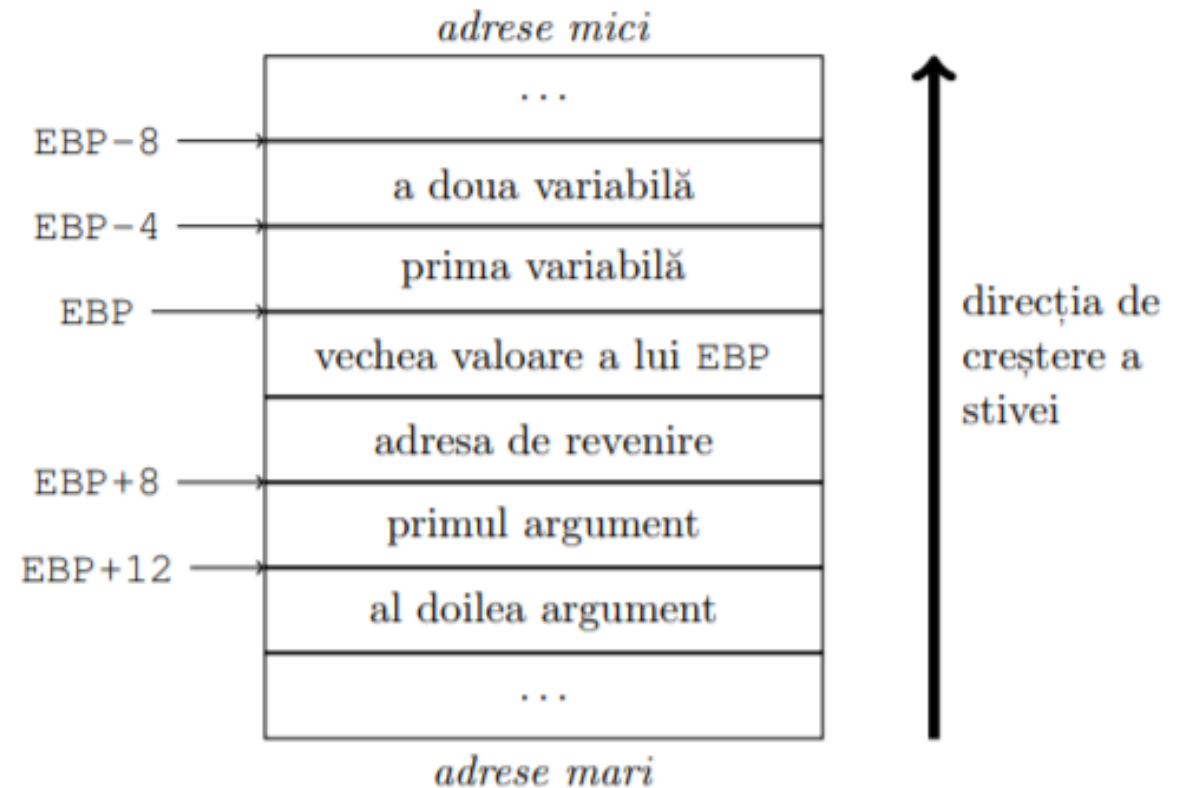 adrese mici
...
EBP-8
a doua variabilă
EBP-4
prima variabilă
EBP
vechea valoare a lui EBP
adresa de revenire
EBP+8
primul argument
EBP+12
al doilea argument
...
adrese mari
direcția de
creștere a
stivei